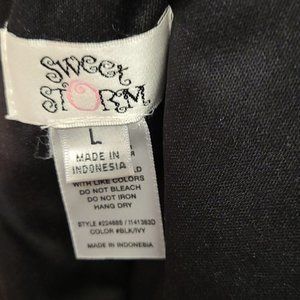 Sweet
Storm
L
MADE IN
INDONESIA
WITH LIKE COLORS
DO NOT BLEACH
DO NOT IRON
HANG DRY
COLOR #BLK/IVY
MADE IN INDONESIA